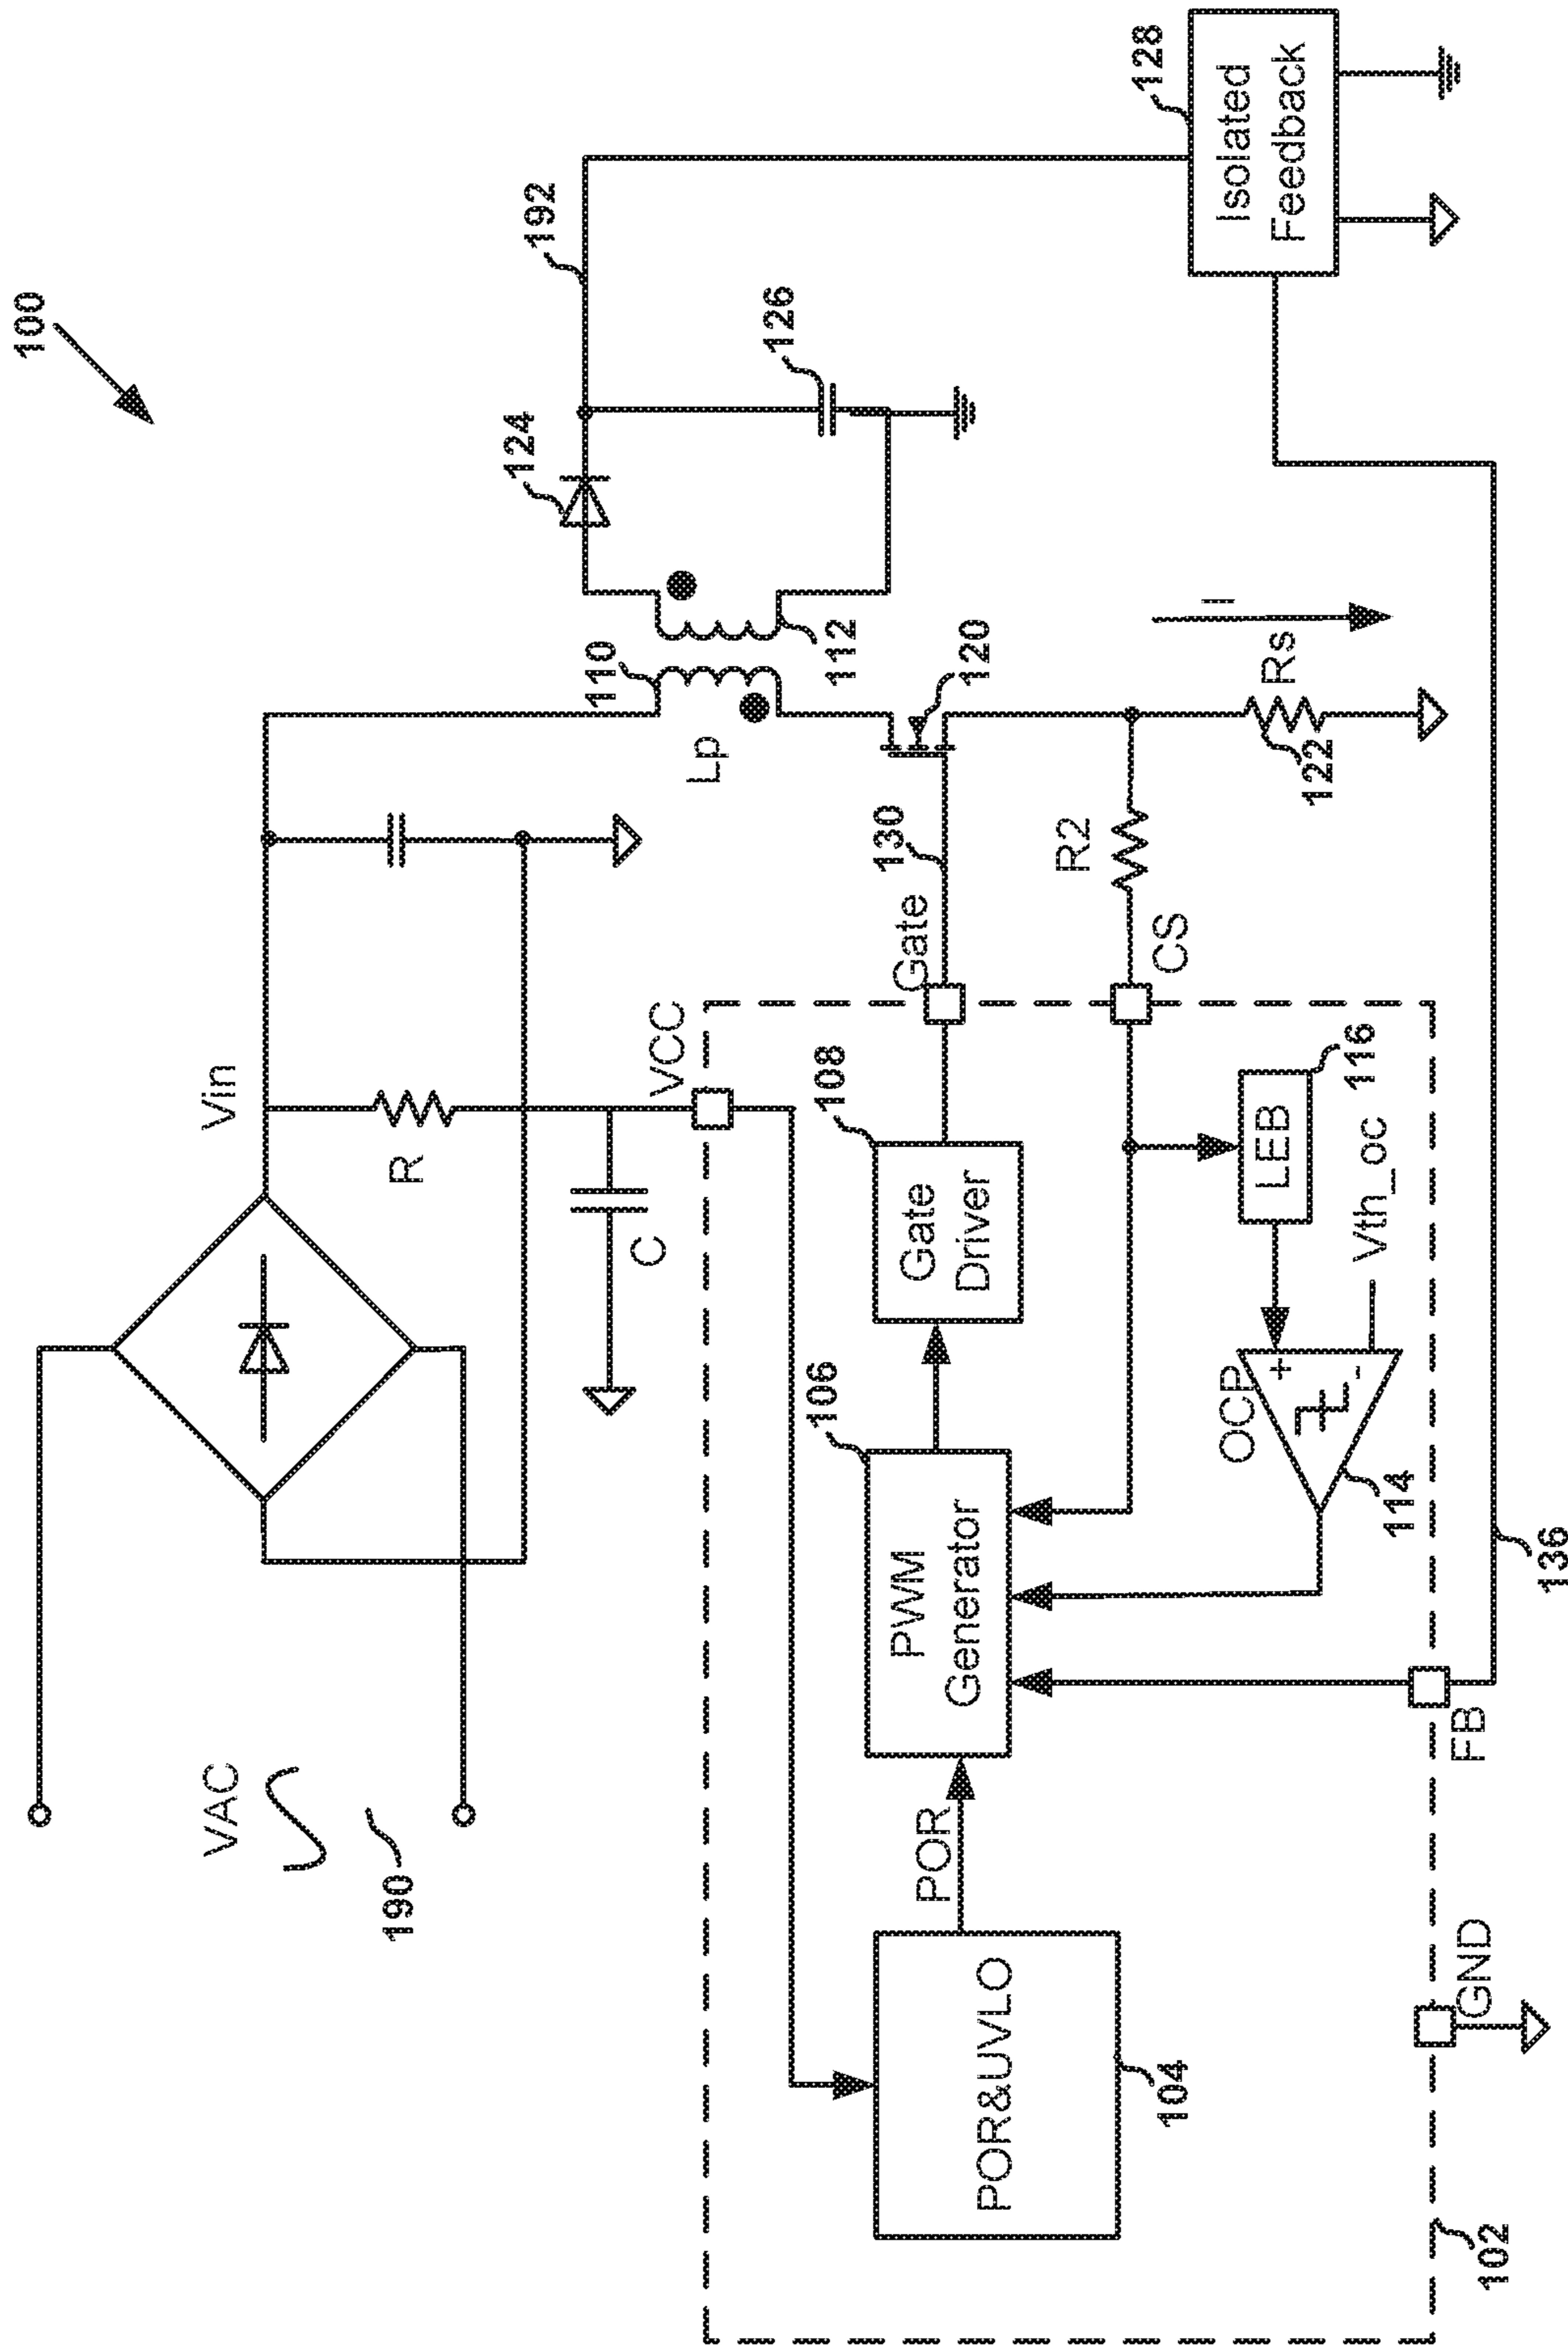 100
VAC
190
Vin
R
C
VCC
192
124
126
110
Lp
112
120
130
Gate
108
Gate
Driver
106
PWM
Generator
POR
POR&UVLO
104
R2
CS
128
Isolated
Feedback
Rs
122
LEB
116
OCP
+
-
Vth_oc
114
FB
GND
102
136